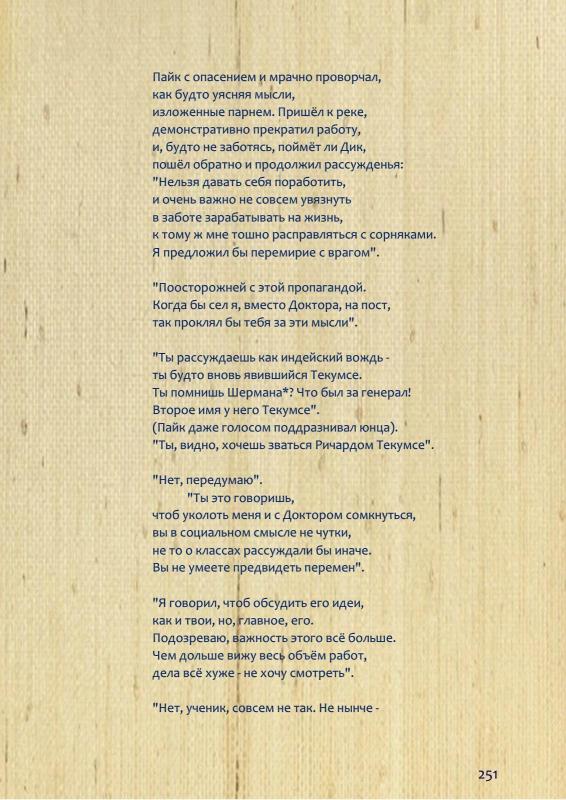 Пайк с опасением и мрачно проворчал,
как будто уясняя мысли,
изложенные парнем. Пришёл к реке,
демонстративно прекратил работу,
и, будто не заботясь, поймёт ли Дик,
пошёл обратно и продолжил рассужденья:
"Нельзя давать себя поработить,
и очень важно не совсем увязнуть
в заботе зарабатывать на жизнь,
к тому ж мне тошно расправляться с сорняками.
Я предложил бы перемирие с врагом".
"Поосторожней с этой пропагандой.
Когда бы сел я, вместо Доктора, на пост,
так проклял бы тебя за эти мысли".
"Ты рассуждаешь как индейский вождь -
ты будто вновь явившийся Текумсе.
Ты помнишь Шермана*? Что был за генерал!
Второе имя у него Текумсе".
(Пайк даже голосом поддразнивал юнца).
"Ты, видно, хочешь зваться Ричардом Текумсе".
"Нет, передумаю".
"Ты это говоришь,
чтоб уколоть меня и с Доктором сомкнуться,
вы в социальном смысле не чутки,
не то о классах рассуждали бы иначе.
Вы не умеете предвидеть перемен".
"Я говорил, чтоб обсудить его идеи,
как и твои, но, главное, его.
Подозреваю, важность этого всё больше.
Чем дольше вижу весь объём работ,
дела всё хуже - не хочу смотреть".
"Нет, ученик, совсем не так. Не нынче -
251